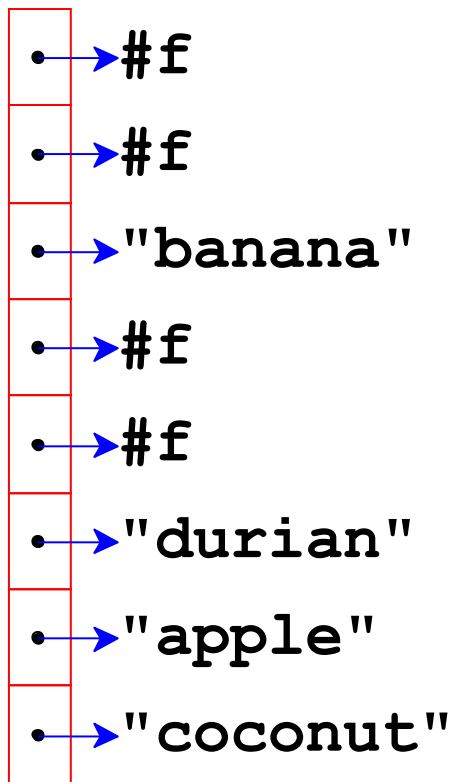 #f
#f
"banana"
#f
#f
"durian"
"apple"
"coconut"